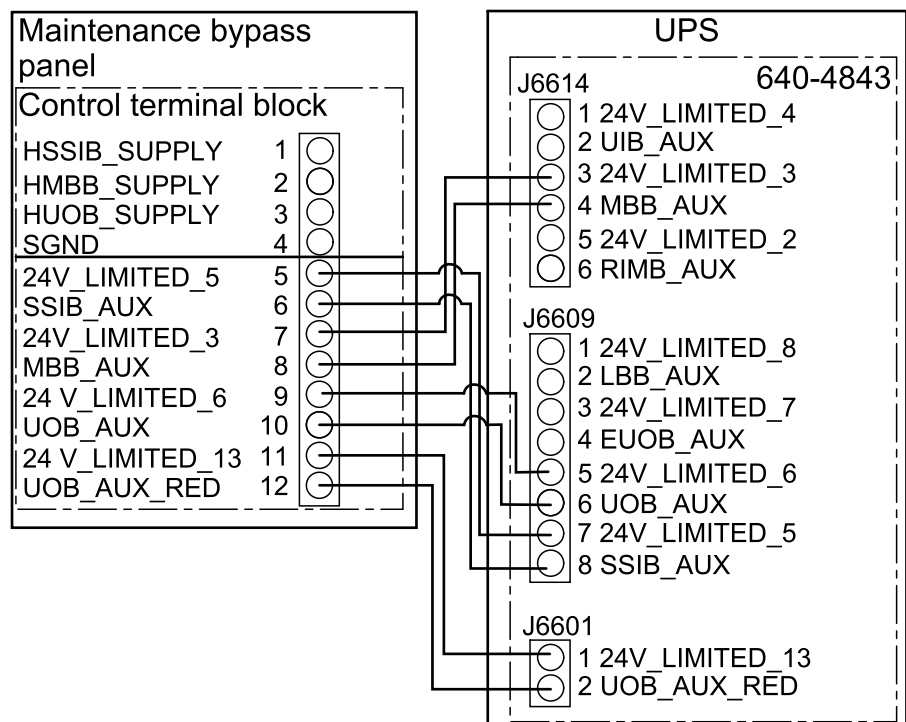 Maintenance bypass
panel
Control terminal block
HSSIB_SUPPLY 1
HMBB_SUPPLY 2
HUOB_SUPPLY 3
SGND 4
24V_LIMITED_5 5
SSIB_AUX 6
24V_LIMITED_3 7
MBB_AUX 8
24 V_LIMITED_6 9
UOB_AUX 10
24 V_LIMITED_13 11
UOB_AUX_RED 12
UPS
640-4843
J6614
1 24V_LIMITED_4
2 UIB_AUX
3 24V_LIMITED_3
4 MBB_AUX
5 24V_LIMITED_2
6 RIMB_AUX
J6609
1 24V_LIMITED_8
2 LBB_AUX
3 24V_LIMITED_7
4 EUOB_AUX
5 24V_LIMITED_6
6 UOB_AUX
7 24V_LIMITED_5
8 SSIB_AUX
J6601
1 24V_LIMITED_13
2 UOB_AUX_RED